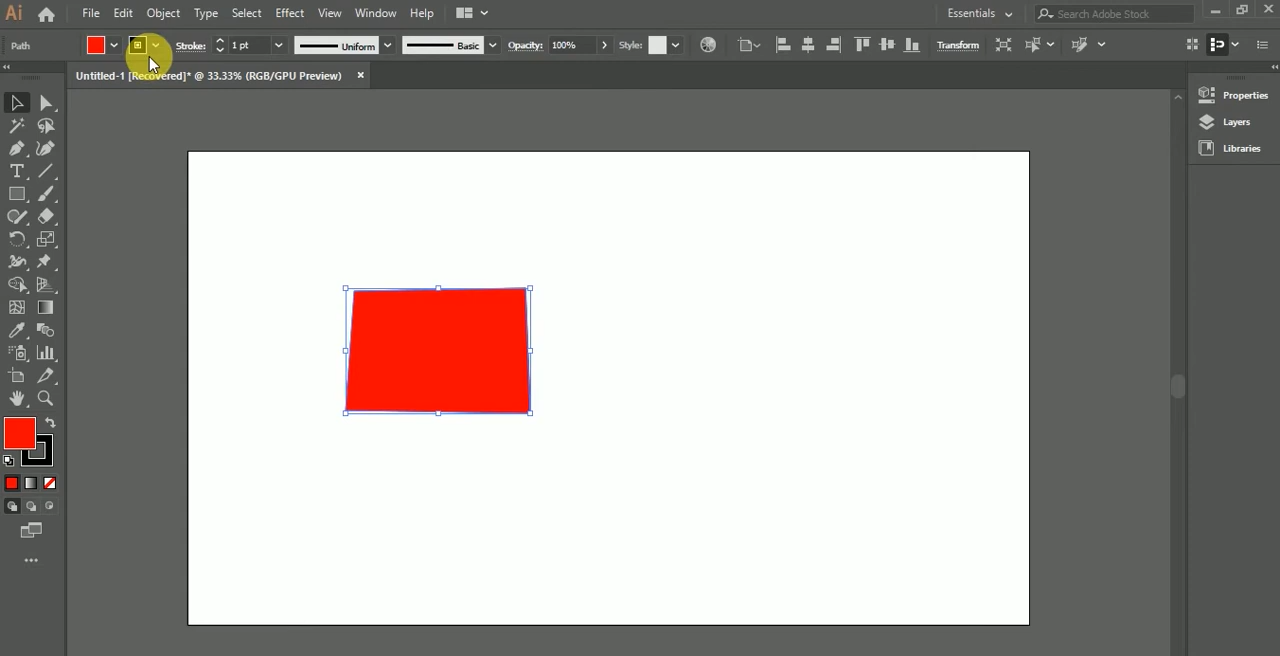 Ai File Edit Object Type Select Effect View Window Help Essentials Search Adobe Stock
Path Stroke: 1 pt Uniform Basic Opacity: 100% Style: Transform
Untitled-1 [Recovered]* @ 33.33% (RGB/GPU Preview) ×
Properties
Layers
Libraries